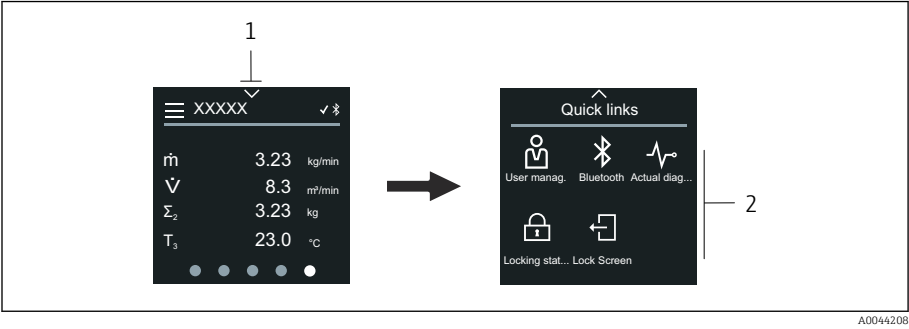 1
XXXXX
ṁ 3.23 kg/min
V̇ 8.3 m³/min
Σ₂ 3.23 kg
T₃ 23.0 °C
Quick links
User manag. Bluetooth Actual diag...
Locking stat... Lock Screen
2
A0044208